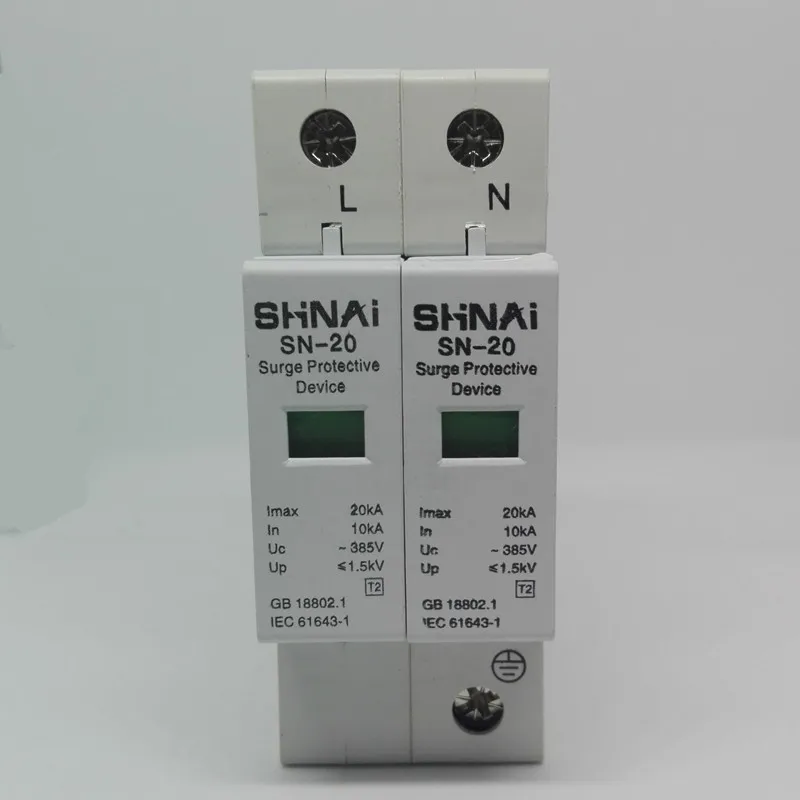 L
N
SHiNAi
SN-20
Surge Protective
Device
Imax 20kA
In 10kA
Uc ~385V
Up ≤1.5kV
T2
GB 18802.1
IEC 61643-1
SHiNAi
SN-20
Surge Protective
Device
Imax 20kA
In 10kA
Uc ~385V
Up ≤1.5kV
T2
GB 18802.1
IEC 61643-1